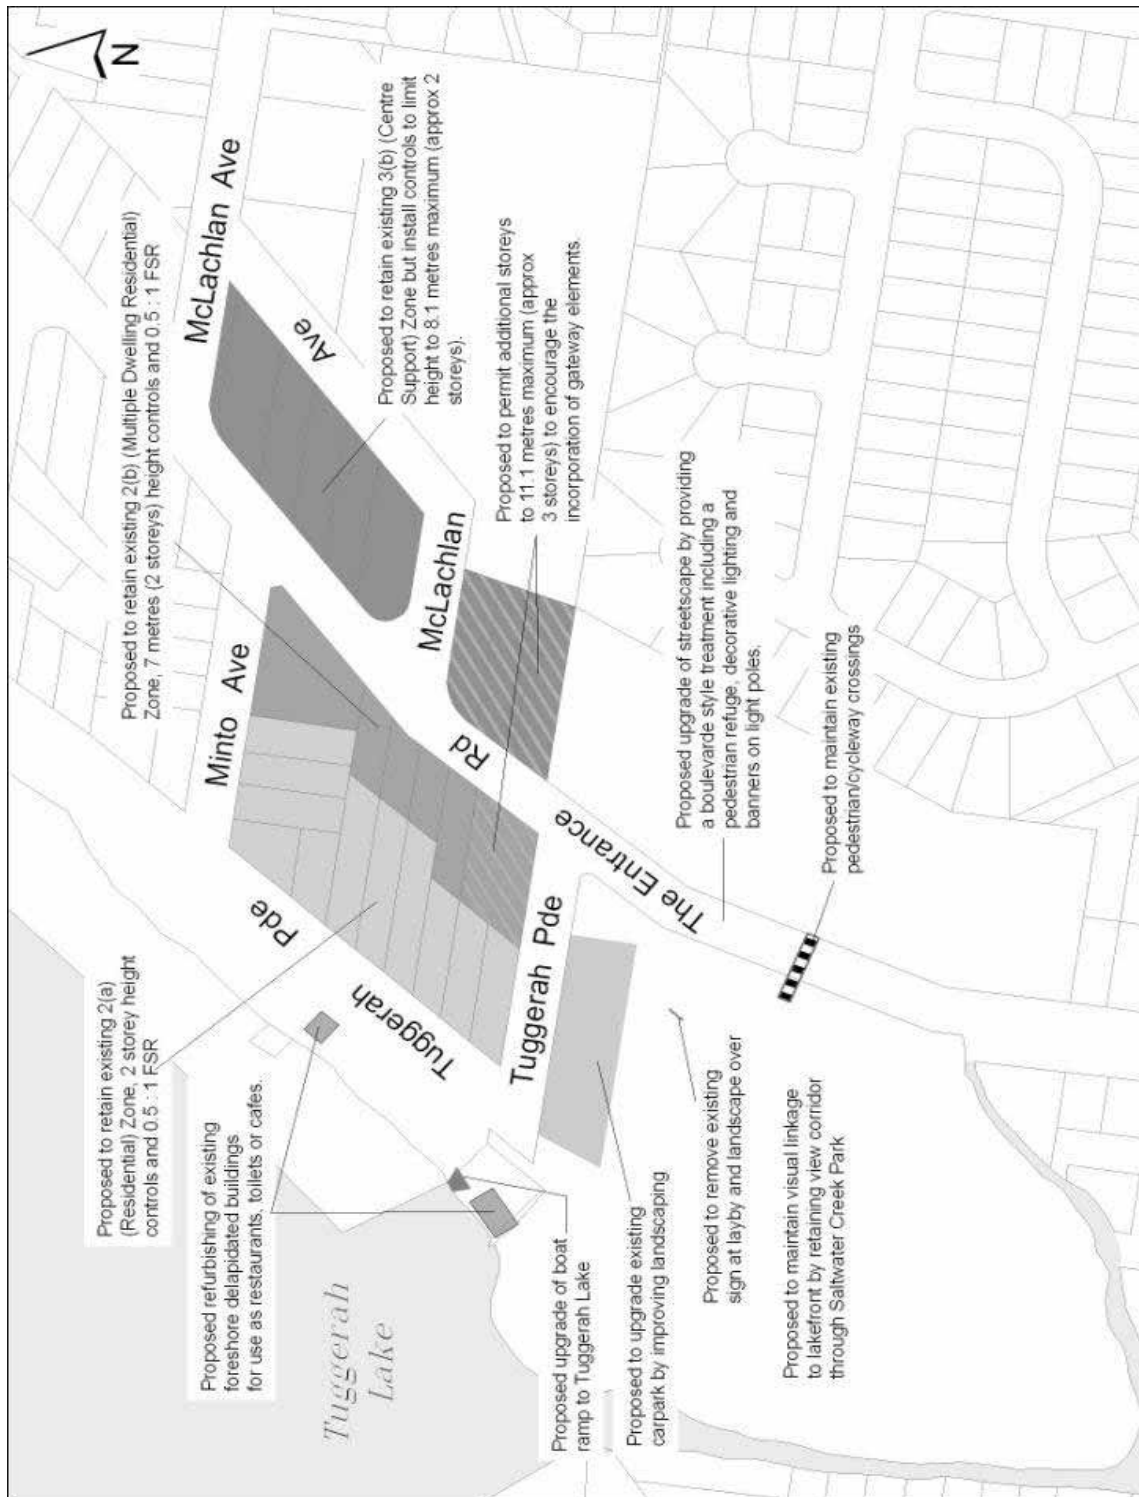 N
Proposed to retain existing 2(b) (Multiple Dwelling Residential)
Zone, 7 metres (2 storeys) height controls and 0.5 : 1 FSR
Proposed to retain existing 2(a)
(Residential) Zone, 2 storey height
controls and 0.5 : 1 FSR
Proposed refurbishing of existing
foreshore delapidated buildings
for use as restaurants, toilets or cafes.
Tuggerah
Lake
Minto Ave
McLachlan Ave
Tuggerah Pde
McLachlan Ave
Tuggerah Pde
The Entrance Rd
Proposed to retain existing 3(b) (Centre
Support) Zone but install controls to limit
height to 8.1 metres maximum (approx 2
storeys).
Proposed to permit additional storeys
to 11.1 metres maximum (approx
3 storeys) to encourage the
incorporation of gateway elements.
Proposed upgrade of boat
ramp to Tuggerah Lake
Proposed to upgrade existing
carpark by improving landscaping
Proposed to remove existing
sign at layby and landscape over
Proposed upgrade of streetscape by providing
a boulevarde style treatment including a
pedestrian refuge, decorative lighting and
banners on light poles.
Proposed to maintain visual linkage
to lakefront by retaining view corridor
through Saltwater Creek Park
Proposed to maintain existing
pedestrian/cycleway crossings